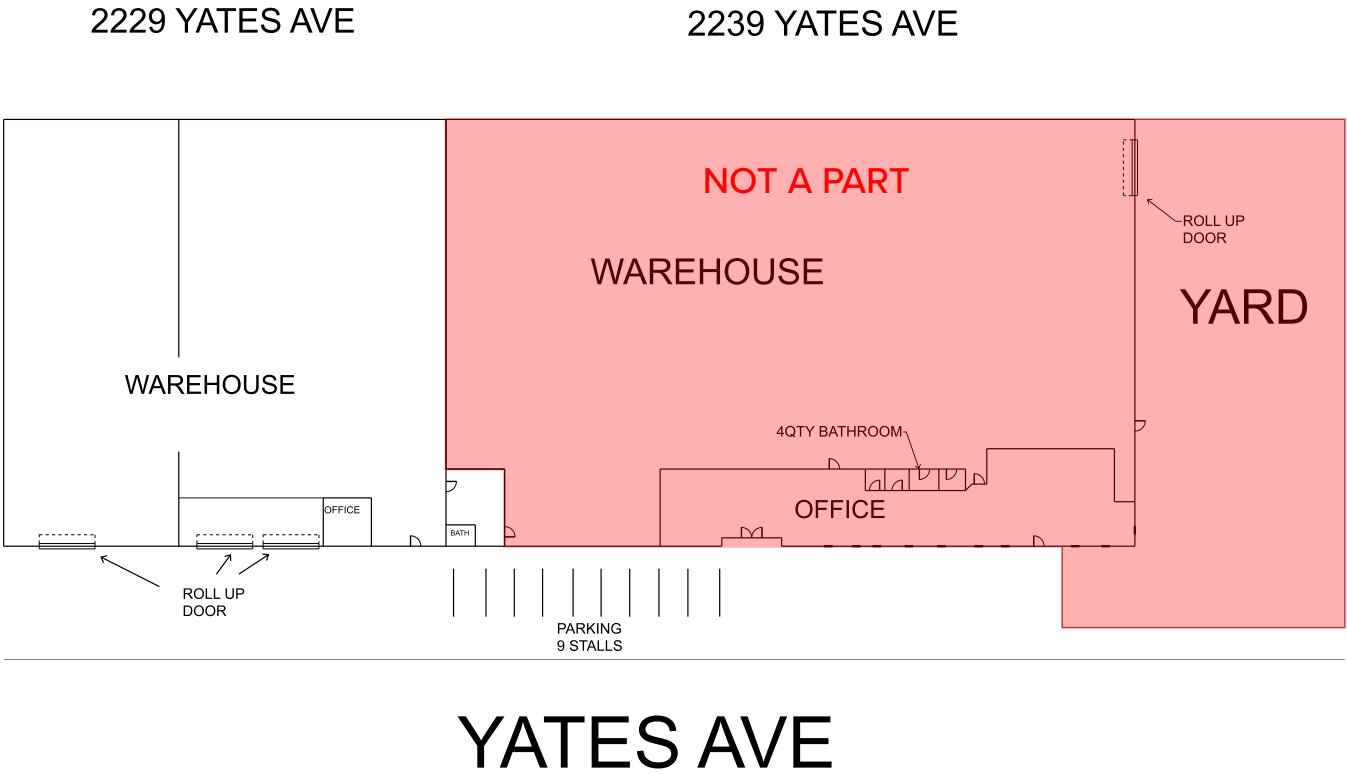 2229 YATES AVE
2239 YATES AVE
NOT A PART
ROLL UP
DOOR
WAREHOUSE
YARD
WAREHOUSE
4QTY BATHROOM
OFFICE
OFFICE
BATH
ROLL UP
DOOR
PARKING
9 STALLS
YATES AVE